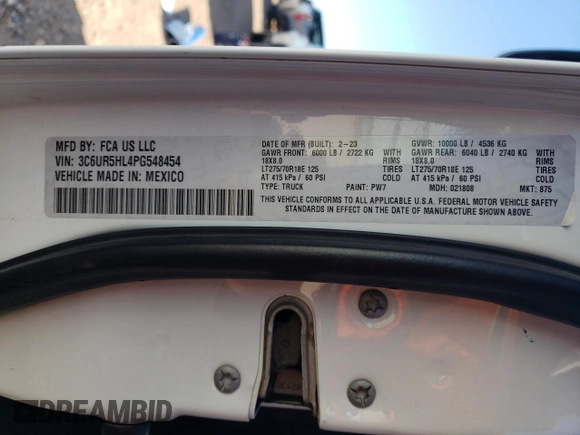 MFD BY: FCA US LLC
VIN: 3C6UR5HL4PG548454
VEHICLE MADE IN: MEXICO
DATE OF MFR (BUILT): 2-23 GVWR: 10000 LB / 4536 KG
GAWR FRONT: 6000 LB / 2722 KG WITH GAWR REAR: 6040 LB / 2740 KG WITH
18X8.0 RIMS 18X8.0 RIMS
LT275/70R18E 125 TIRES LT275/70R18E 125 TIRES
AT 415 kPa / 60 PSI COLD AT 415 kPa / 60 PSI COLD
TYPE: TRUCK PAINT: PW7 MDH: 021808 MKT: 875
THIS VEHICLE CONFORMS TO ALL APPLICABLE U.S.A. FEDERAL MOTOR VEHICLE SAFETY
STANDARDS IN EFFECT ON THE DATE OF MANUFACTURE SHOWN ABOVE
DREAMBID